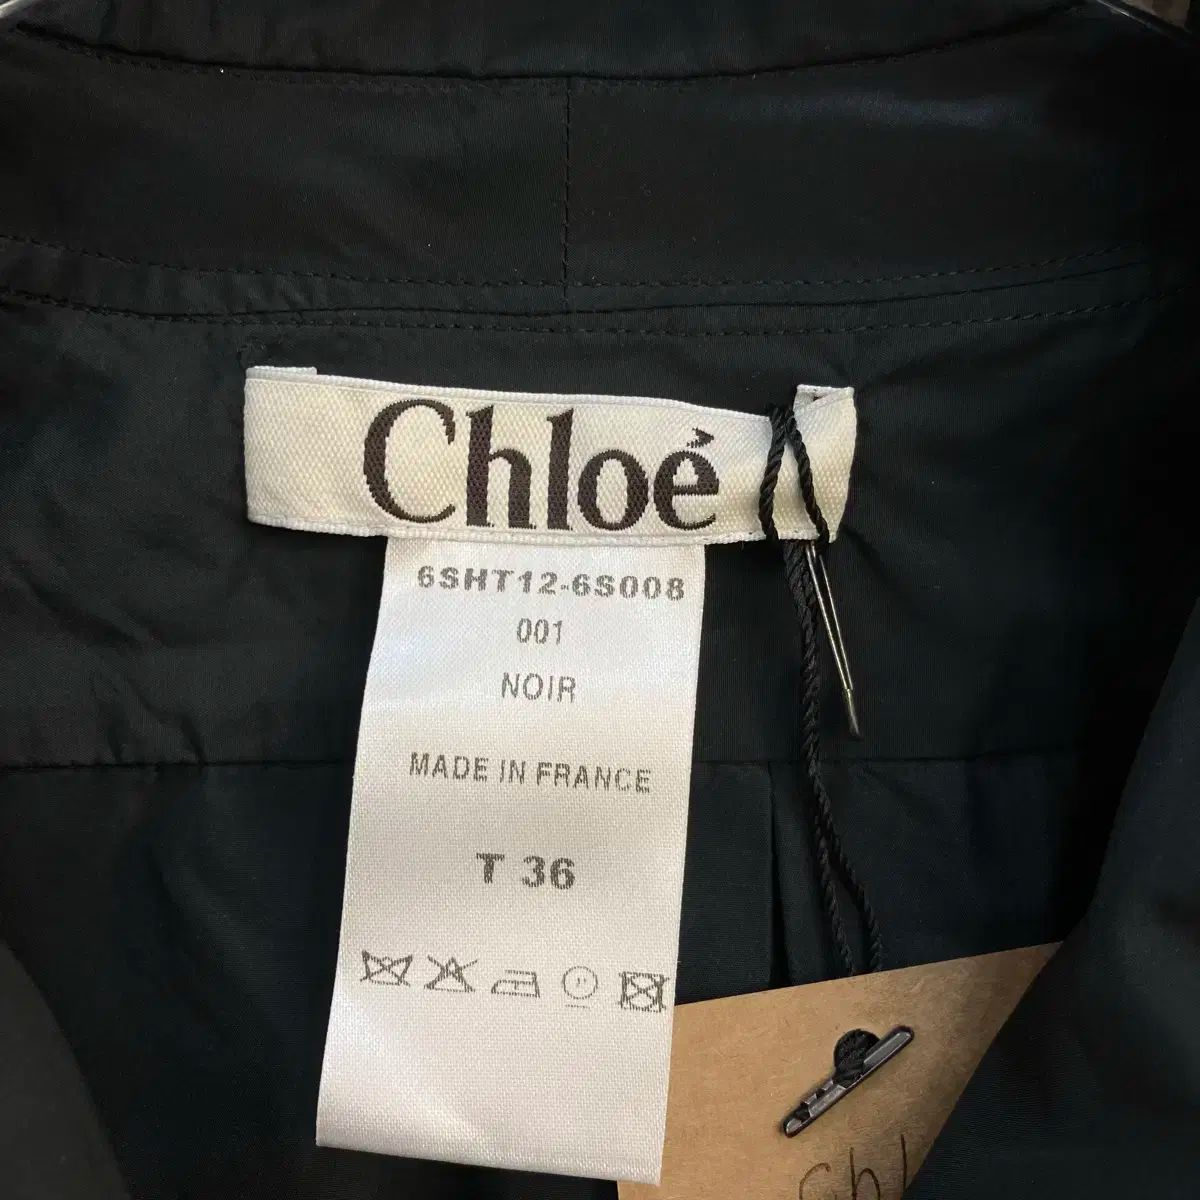 Chloé
6SHT12-6S008
001
NOIR
MADE IN FRANCE
T 36